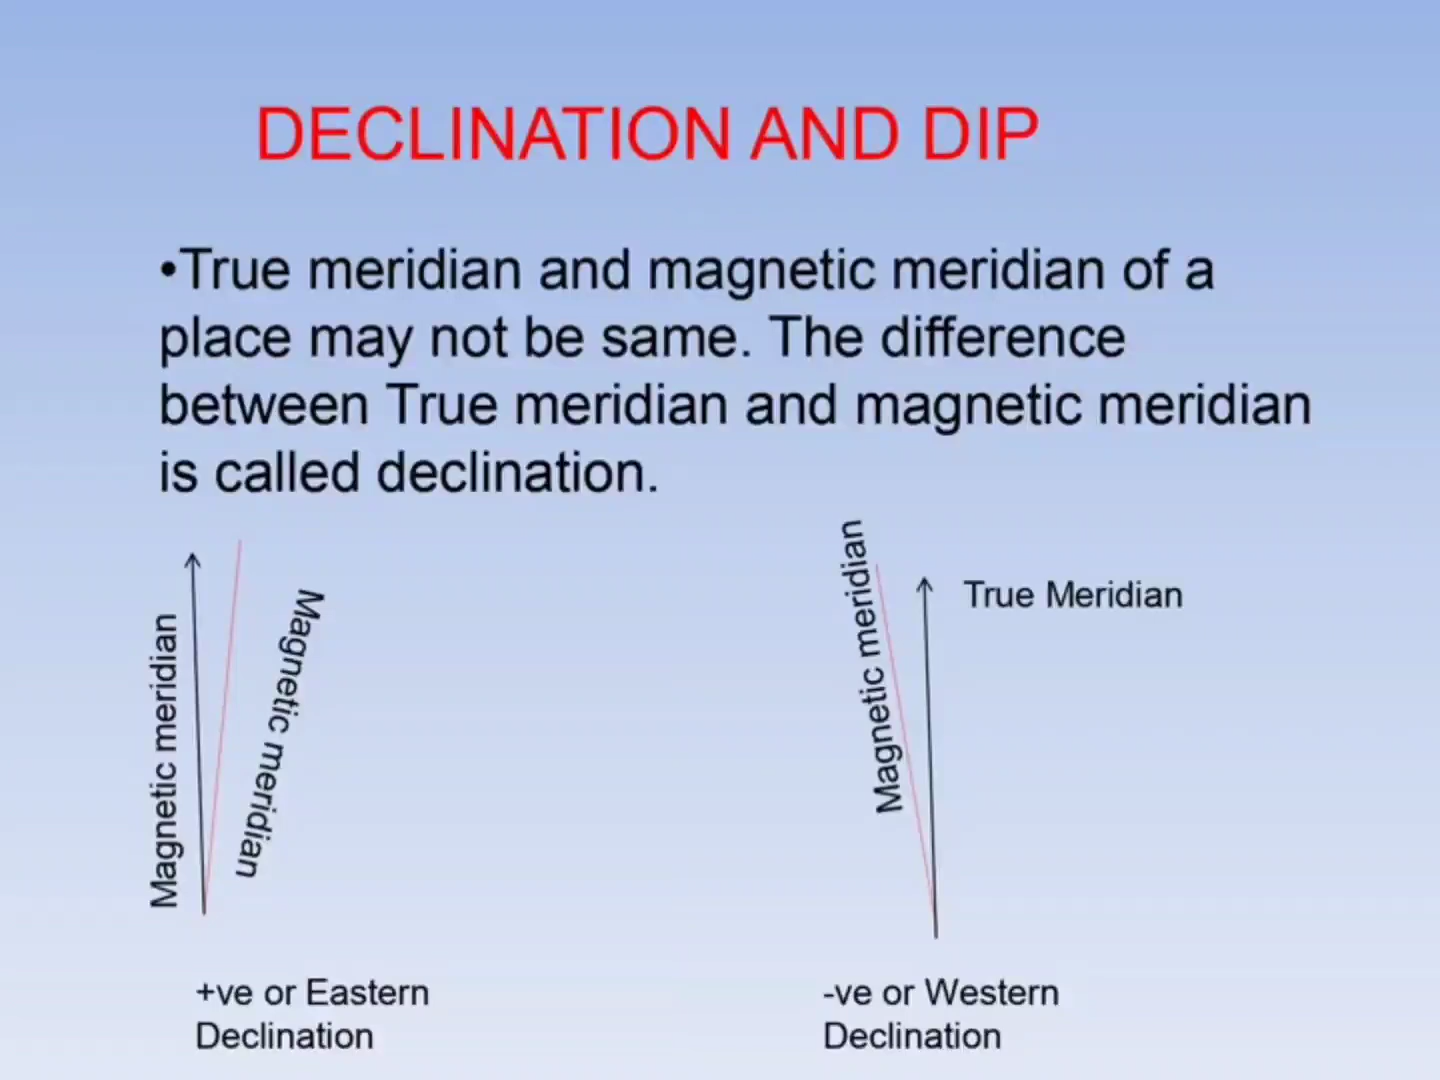 DECLINATION AND DIP
•True meridian and magnetic meridian of a
place may not be same. The difference
between True meridian and magnetic meridian
is called declination.
Magnetic meridian
Magnetic meridian
Magnetic meridian
True Meridian
+ve or Eastern
Declination
-ve or Western
Declination